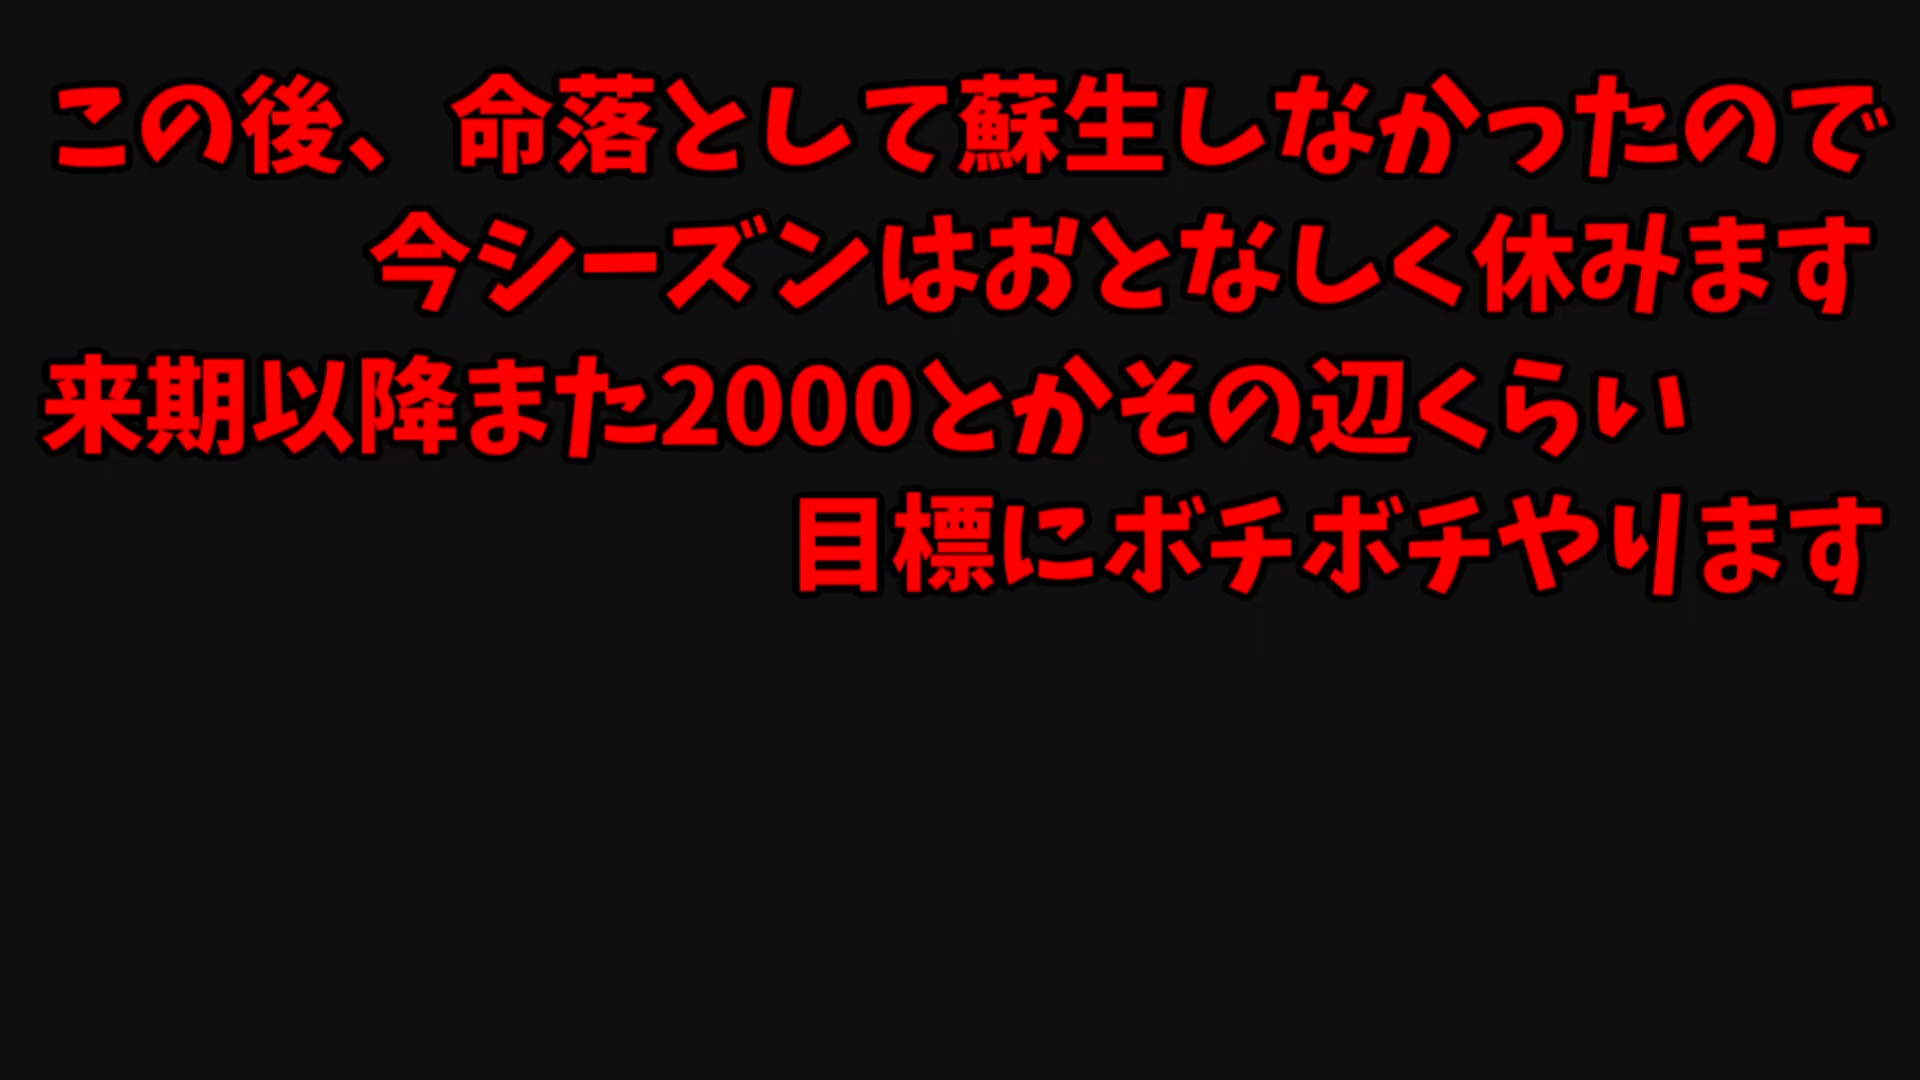 この後、命落として蘇生しなかったので
今シーズンはおとなしく休みます
来期以降また2000とかその辺くらい
目標にボチボチやります